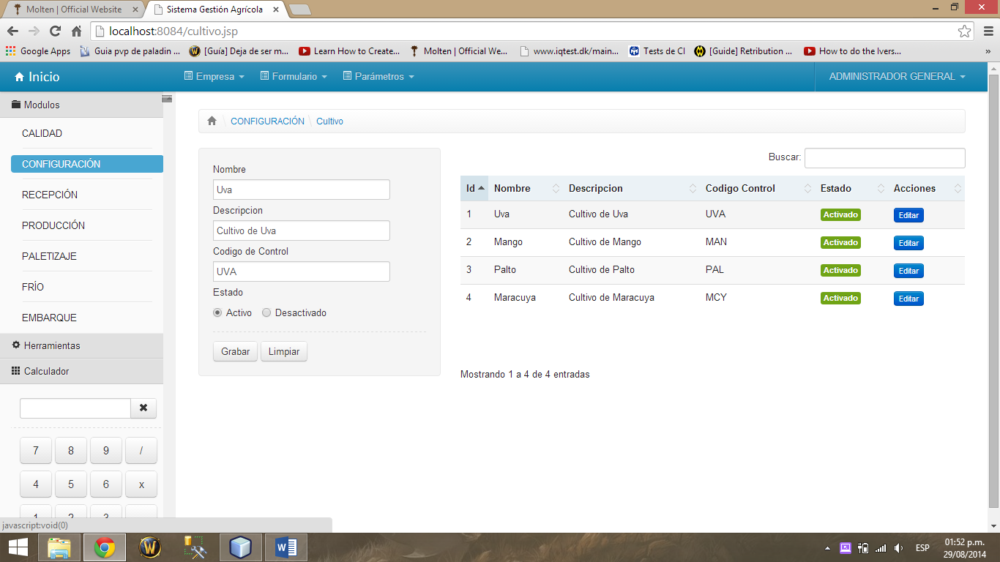 Molten | Official Website
Sistema Gestión Agrícola
localhost:8084/cultivo.jsp
Google Apps
Guia pvp de paladin ...
[Guía] Deja de ser m...
Learn How to Create...
Molten | Official We...
www.iqtest.dk/main...
Tests de CI
[Guide] Retribution ...
How to do the Ivers...
»
Inicio
Empresa
Formulario
Parámetros
ADMINISTRADOR GENERAL
Modulos
CALIDAD
CONFIGURACIÓN
RECEPCIÓN
PRODUCCIÓN
PALETIZAJE
FRÍO
EMBARQUE
Herramientas
Calculador
7 8 9 /
4 5 6 x
1 2 3
javascript:void(0)
CONFIGURACIÓN \ Cultivo
Nombre
Uva
Descripcion
Cultivo de Uva
Codigo de Control
UVA
Estado
Activo Desactivado
Grabar Limpiar
Buscar:
Id Nombre Descripcion Codigo Control Estado Acciones
1 Uva Cultivo de Uva UVA Activado Editar
2 Mango Cultivo de Mango MAN Activado Editar
3 Palto Cultivo de Palto PAL Activado Editar
4 Maracuya Cultivo de Maracuya MCY Activado Editar
Mostrando 1 a 4 de 4 entradas
ESP
01:52 p.m.
29/08/2014